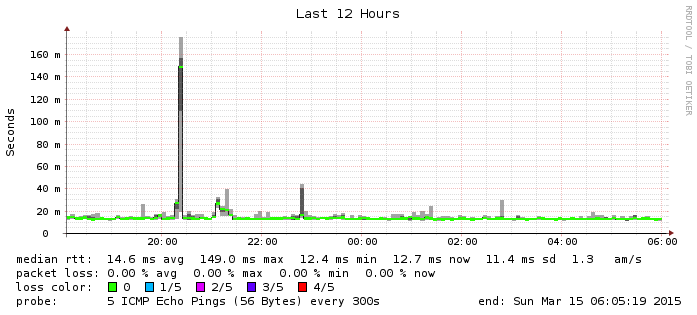 Last 12 Hours
RRDTOOL / TOBI OETIKER
Seconds
160 m
140 m
120 m
100 m
80 m
60 m
40 m
20 m
0
20:00 22:00 00:00 02:00 04:00 06:00
median rtt: 14.6 ms avg 149.0 ms max 12.4 ms min 12.7 ms now 11.4 ms sd 1.3 am/s
packet loss: 0.00 % avg 0.00 % max 0.00 % min 0.00 % now
loss color: 0 1/5 2/5 3/5 4/5
probe: 5 ICMP Echo Pings (56 Bytes) every 300s end: Sun Mar 15 06:05:19 2015